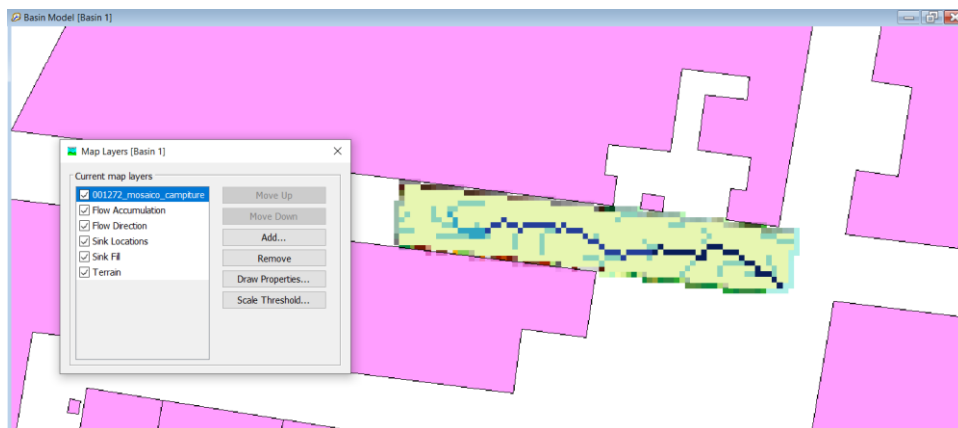 Basin Model [Basin 1]
Map Layers [Basin 1]
Current map layers
001272_mosaico_campture
Flow Accumulation
Flow Direction
Sink Locations
Sink Fill
Terrain
Move Up
Move Down
Add...
Remove
Draw Properties...
Scale Threshold...